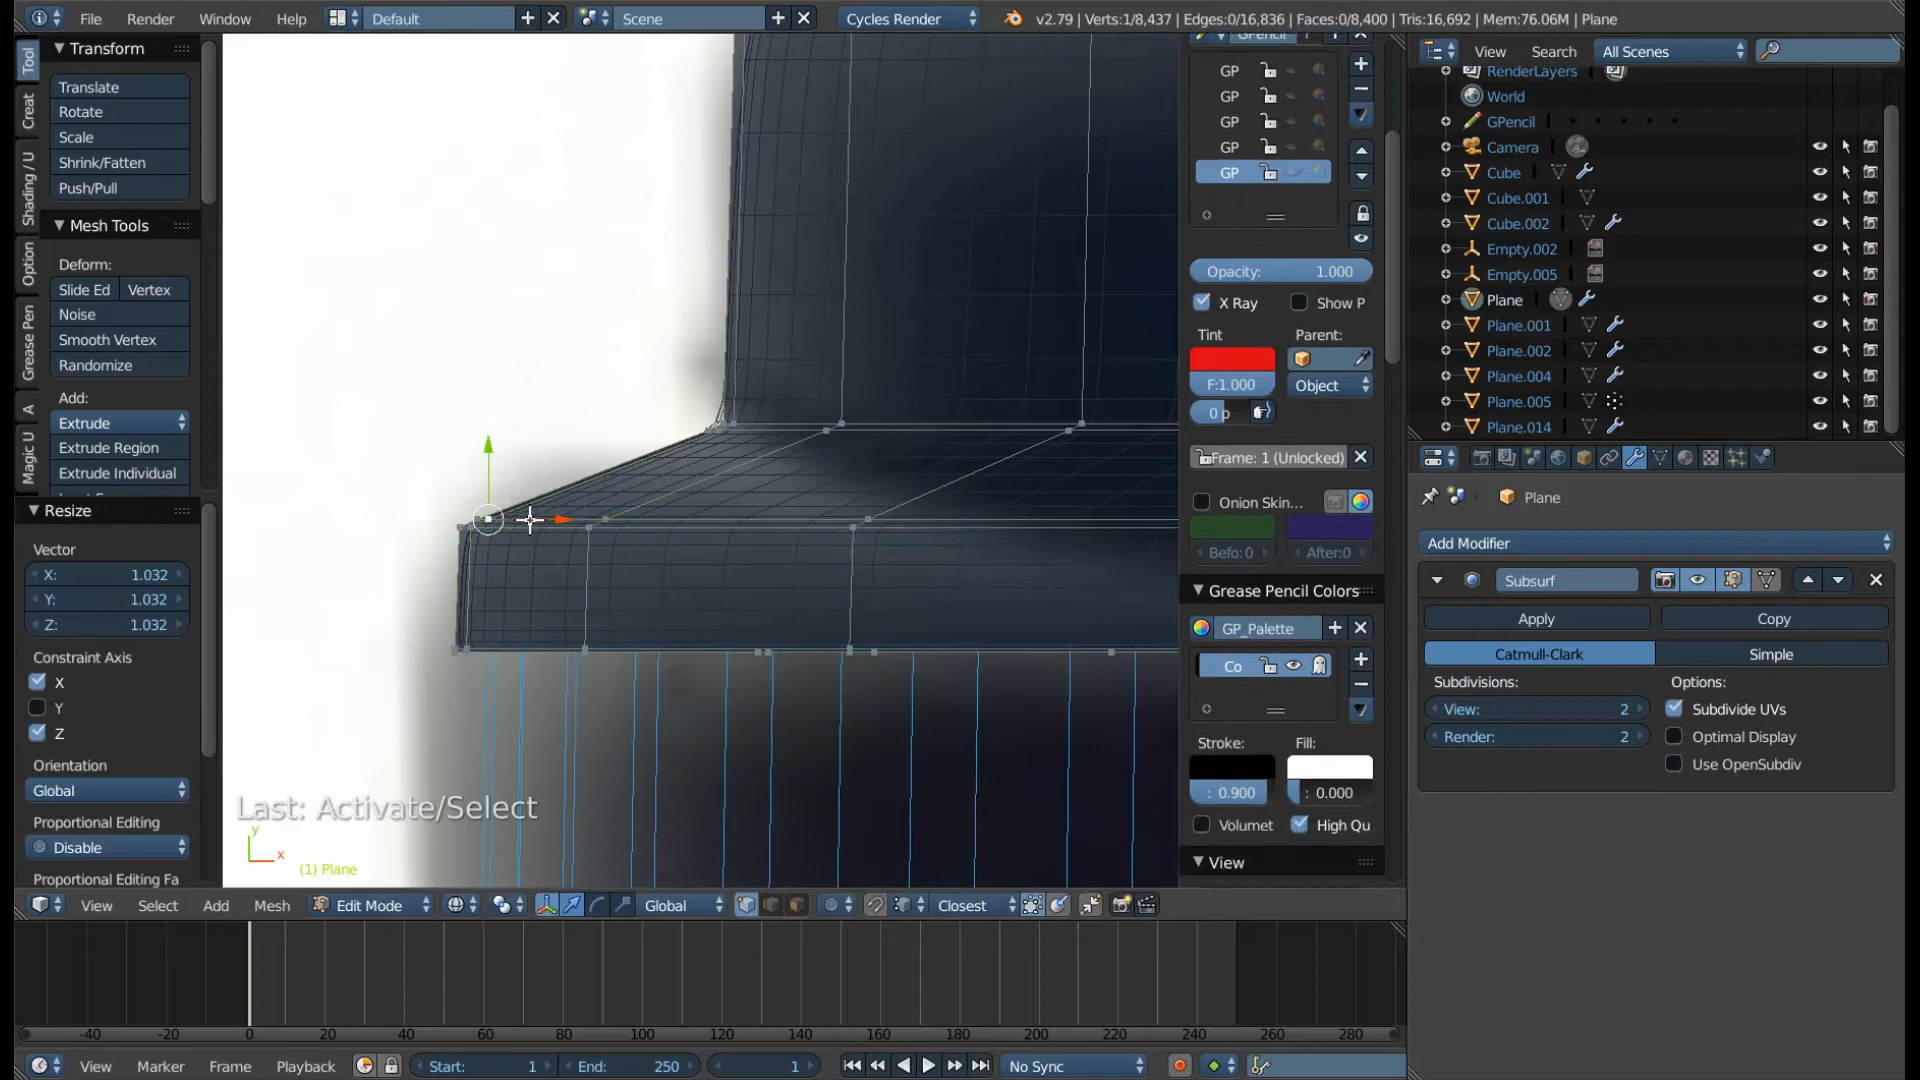 File Render Window Help Default Scene Cycles Render v2.79 | Verts:1/8,437 | Edges:0/16,836 | Faces:0/8,400 | Tris:16,692 | Mem:76.06M | Plane
Tool
Creat
Shading / U
Option
Grease Pen
A
Magic U
Transform
Translate
Rotate
Scale
Shrink/Fatten
Push/Pull
Mesh Tools
Deform:
Slide Ed Vertex
Noise
Smooth Vertex
Randomize
Add:
Extrude
Extrude Region
Extrude Individual
Resize
Vector
X: 1.032
Y: 1.032
Z: 1.032
Constraint Axis
X
Y
Z
Orientation
Global
Proportional Editing
Disable
Proportional Editing Fa
Last: Activate/Select
y
x
(1) Plane
GPencil
GP
GP
GP
GP
GP
Opacity: 1.000
X Ray Show P
Tint Parent:
F:1.000 Object
0 p
Frame: 1 (Unlocked)
Onion Skin...
Befo: 0 After:0
Grease Pencil Colors
GP_Palette
Co
Stroke: Fill:
: 0.900 : 0.000
Volumet High Qu
View
View Search All Scenes
RenderLayers
World
GPencil
Camera
Cube
Cube.001
Cube.002
Empty.002
Empty.005
Plane
Plane.001
Plane.002
Plane.004
Plane.005
Plane.014
Plane
Add Modifier
Subsurf
Apply Copy
Catmull-Clark Simple
Subdivisions: Options:
View: 2 Subdivide UVs
Render: 2 Optimal Display
Use OpenSubdiv
View Select Add Mesh Edit Mode Global Closest
-40 -20 0 20 40 60 80 100 120 140 160 180 200 220 240 260 280
View Marker Frame Playback Start: 1 End: 250 1 No Sync